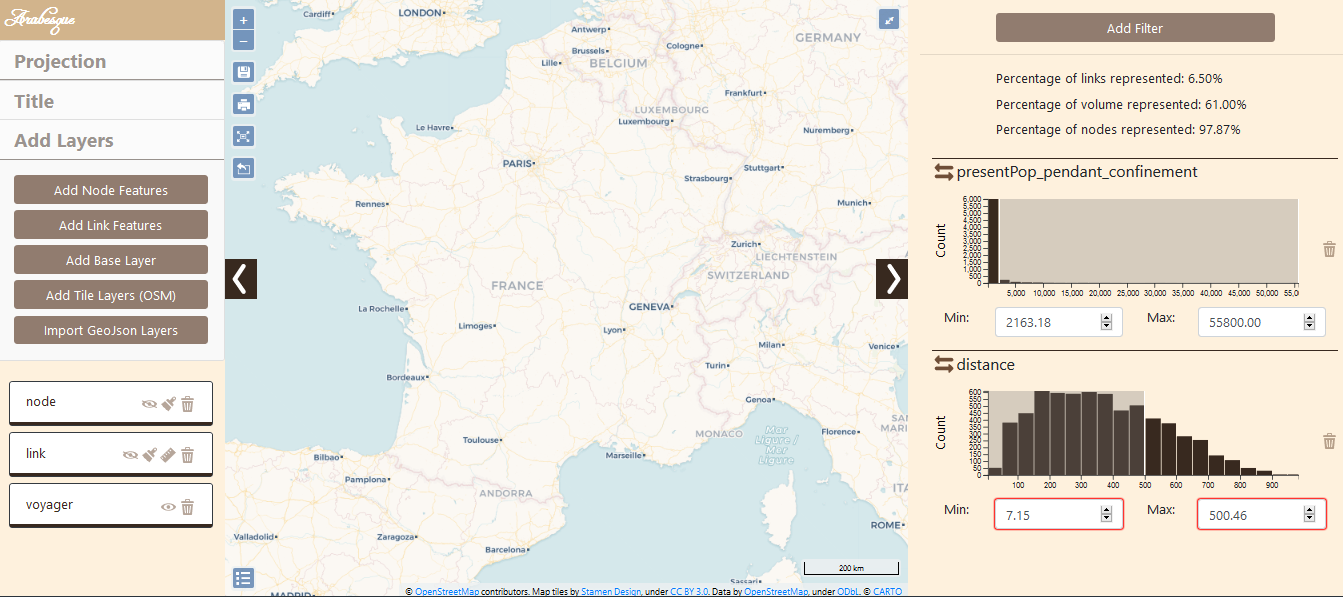 Arabesque
Projection
Title
Add Layers
Add Node Features
Add Link Features
Add Base Layer
Add Tile Layers (OSM)
Import GeoJson Layers
node
link
voyager
+
−
Cardiff
LONDON
Antwerp
Brussels
Cologne
GERMANY
Lille
BELGIUM
Frankfurt
LUXEMBOURG
Luxembourg
Le Havre
Nuremberg
PARIS
Stuttgart
Strasbourg
Rennes
Munich
Zurich
LIECHTENSTEIN
SWITZERLAND
FRANCE
La Rochelle
GENEVA
Limoges
Lyon
Milan
Venice
Turin
Bordeaux
Genoa
MONACO
Mar
Ligure /
Mer
Ligure
Florence
SAN
MARI
Toulouse
Marseille
Bilbao
Pamplona
ANDORRA
ITA
Valladolid
Zaragoza
ROME
Barcelona
200 km
Sassari
MADRID
© OpenStreetMap contributors. Map tiles by Stamen Design, under CC BY 3.0. Data by OpenStreetMap, under ODbL. © CARTO
Add Filter
Percentage of links represented: 6.50%
Percentage of volume represented: 61.00%
Percentage of nodes represented: 97.87%
presentPop_pendant_confinement
Count
6,000
5,500
5,000
4,500
4,000
3,500
3,000
2,500
2,000
1,500
1,000
500
0
5,000 10,000 15,000 20,000 25,000 30,000 35,000 40,000 45,000 50,000 55,0
Min: 2163.18 Max: 55800.00
distance
Count
600
550
500
450
400
350
300
250
200
150
100
50
0
100 200 300 400 500 600 700 800 900
Min: 7.15 Max: 500.46